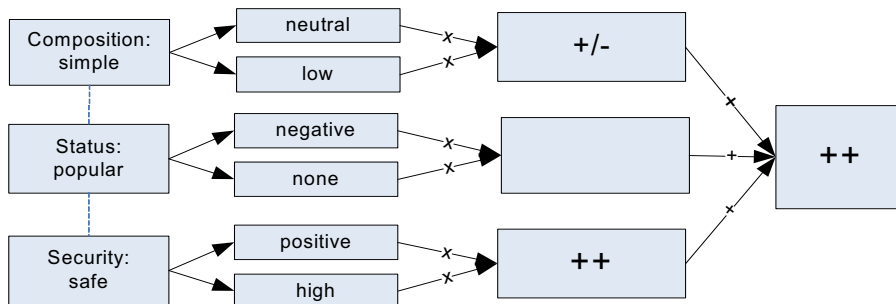 Composition:
simple
neutral
low
x
x
+/-
+
Status:
popular
negative
none
x
x
+
++
Security:
safe
positive
high
x
x
++
+